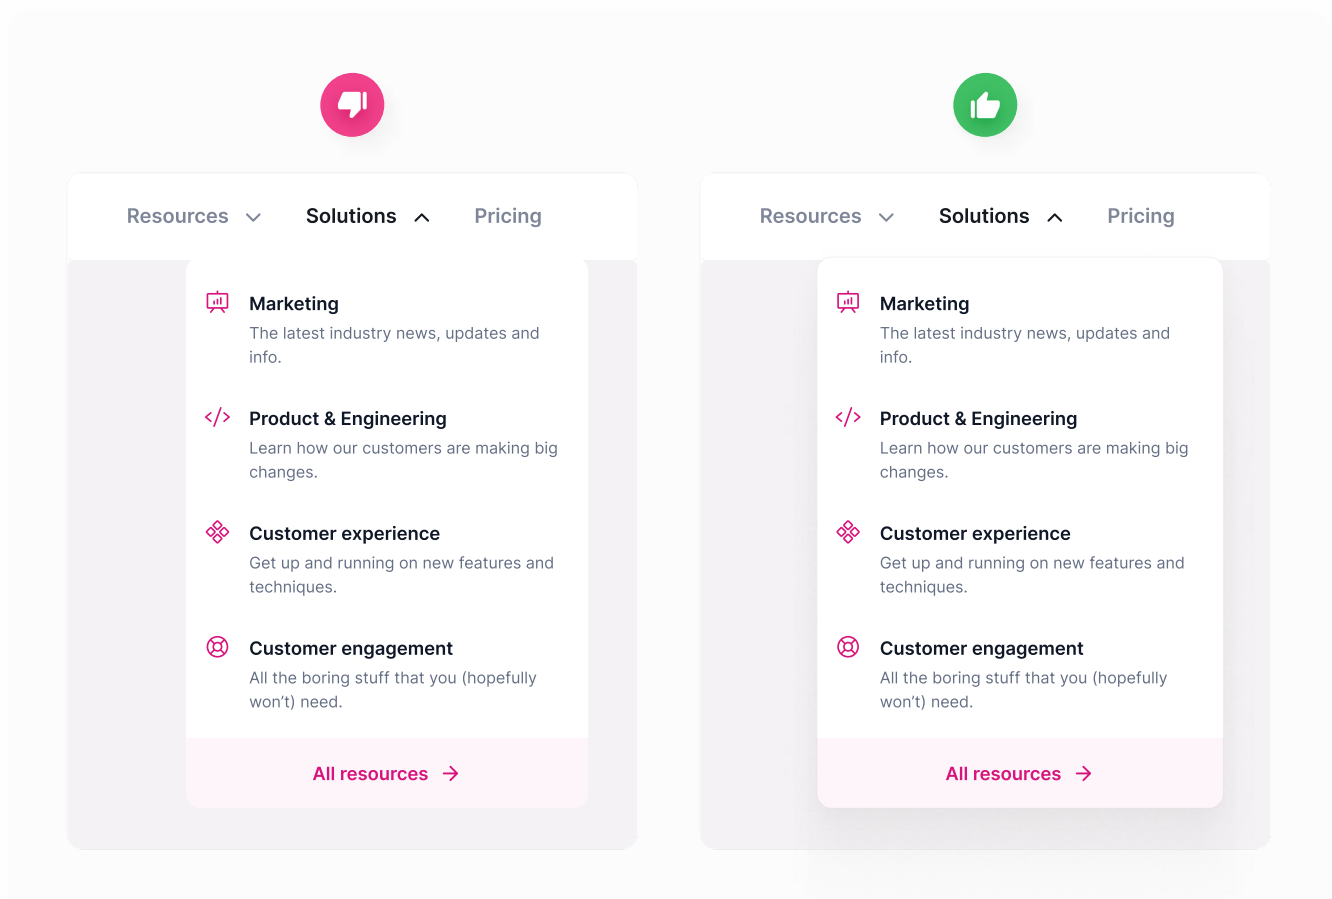 Resources Solutions Pricing
Marketing
The latest industry news, updates and
info.
Product & Engineering
Learn how our customers are making big
changes.
Customer experience
Get up and running on new features and
techniques.
Customer engagement
All the boring stuff that you (hopefully
won’t) need.
All resources
Resources Solutions Pricing
Marketing
The latest industry news, updates and
info.
Product & Engineering
Learn how our customers are making big
changes.
Customer experience
Get up and running on new features and
techniques.
Customer engagement
All the boring stuff that you (hopefully
won’t) need.
All resources